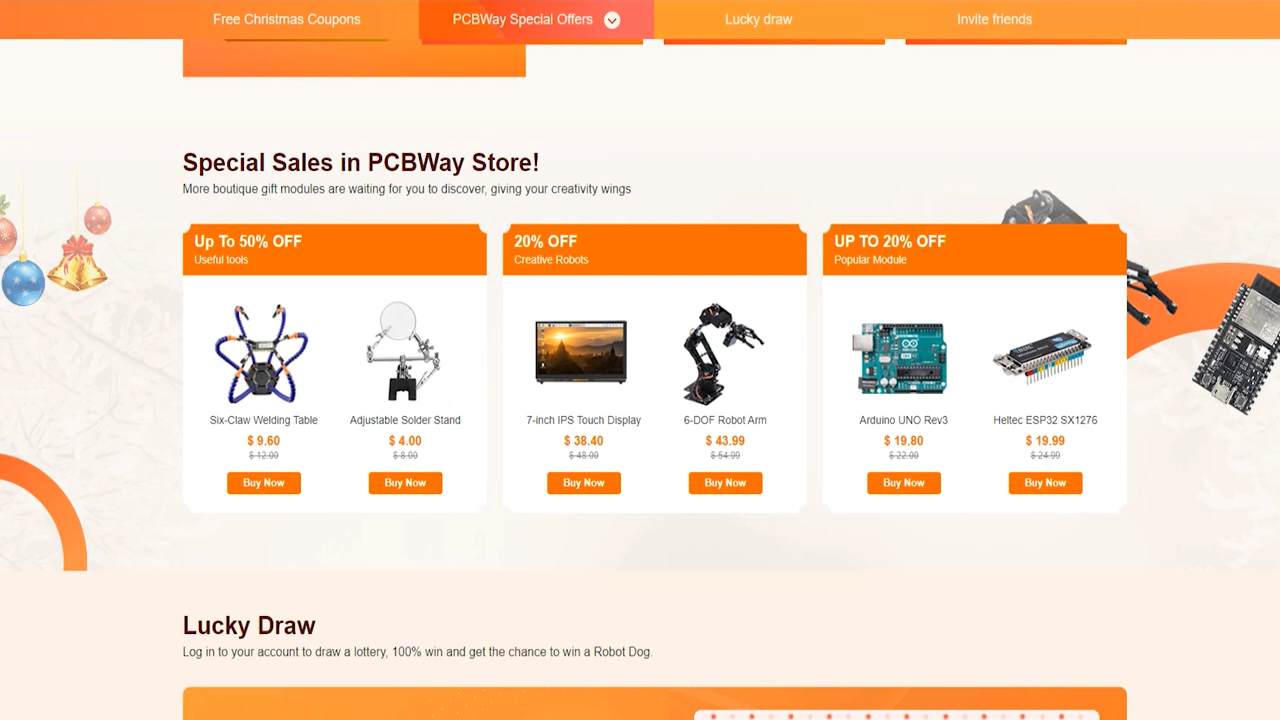 Free Christmas Coupons
PCBWay Special Offers
Lucky draw
Invite friends
Special Sales in PCBWay Store!
More boutique gift modules are waiting for you to discover, giving your creativity wings
Up To 50% OFF
Useful tools
Six-Claw Welding Table
$ 9.60
$ 12.00
Buy Now
Adjustable Solder Stand
$ 4.00
$ 8.00
Buy Now
20% OFF
Creative Robots
7-inch IPS Touch Display
$ 38.40
$ 48.00
Buy Now
6-DOF Robot Arm
$ 43.99
$ 54.99
Buy Now
UP TO 20% OFF
Popular Module
Arduino UNO Rev3
$ 19.80
$ 22.00
Buy Now
Heltec ESP32 SX1276
$ 19.99
$ 24.99
Buy Now
Lucky Draw
Log in to your account to draw a lottery, 100% win and get the chance to win a Robot Dog.